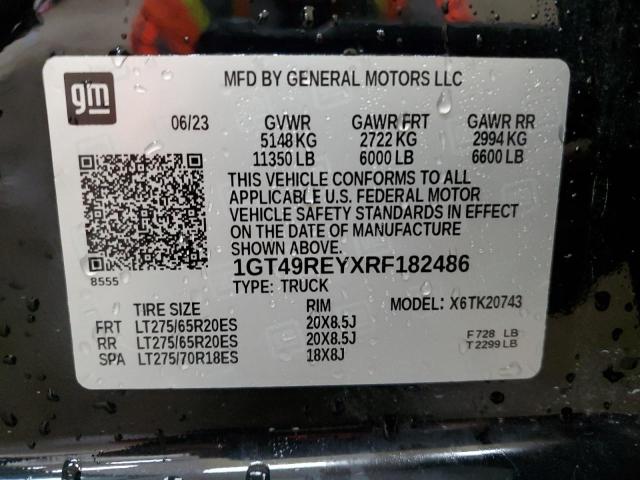 gm
MFD BY GENERAL MOTORS LLC
06/23 GVWR GAWR FRT GAWR RR
5148 KG 2722 KG 2994 KG
11350 LB 6000 LB 6600 LB
THIS VEHICLE CONFORMS TO ALL
APPLICABLE U.S. FEDERAL MOTOR
VEHICLE SAFETY STANDARDS IN EFFECT
ON THE DATE OF MANUFACTURE
SHOWN ABOVE.
8555
1GT49REYXRF182486
TYPE: TRUCK
TIRE SIZE RIM MODEL: X6TK20743
FRT LT275/65R20ES 20X8.5J
RR LT275/65R20ES 20X8.5J
SPA LT275/70R18ES 18X8J
F 728 LB
T 2299 LB